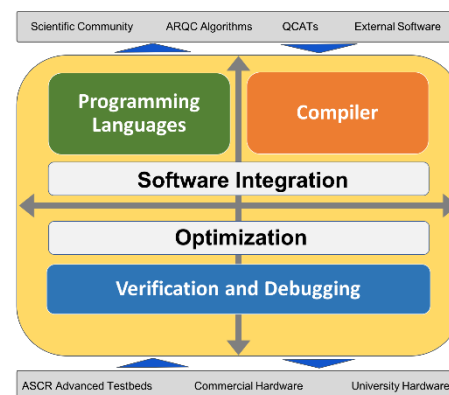 Scientific Community ARQC Algorithms QCATs External Software
Programming
Languages
Compiler
Software Integration
Optimization
Verification and Debugging
ASCR Advanced Testbeds Commercial Hardware University Hardware